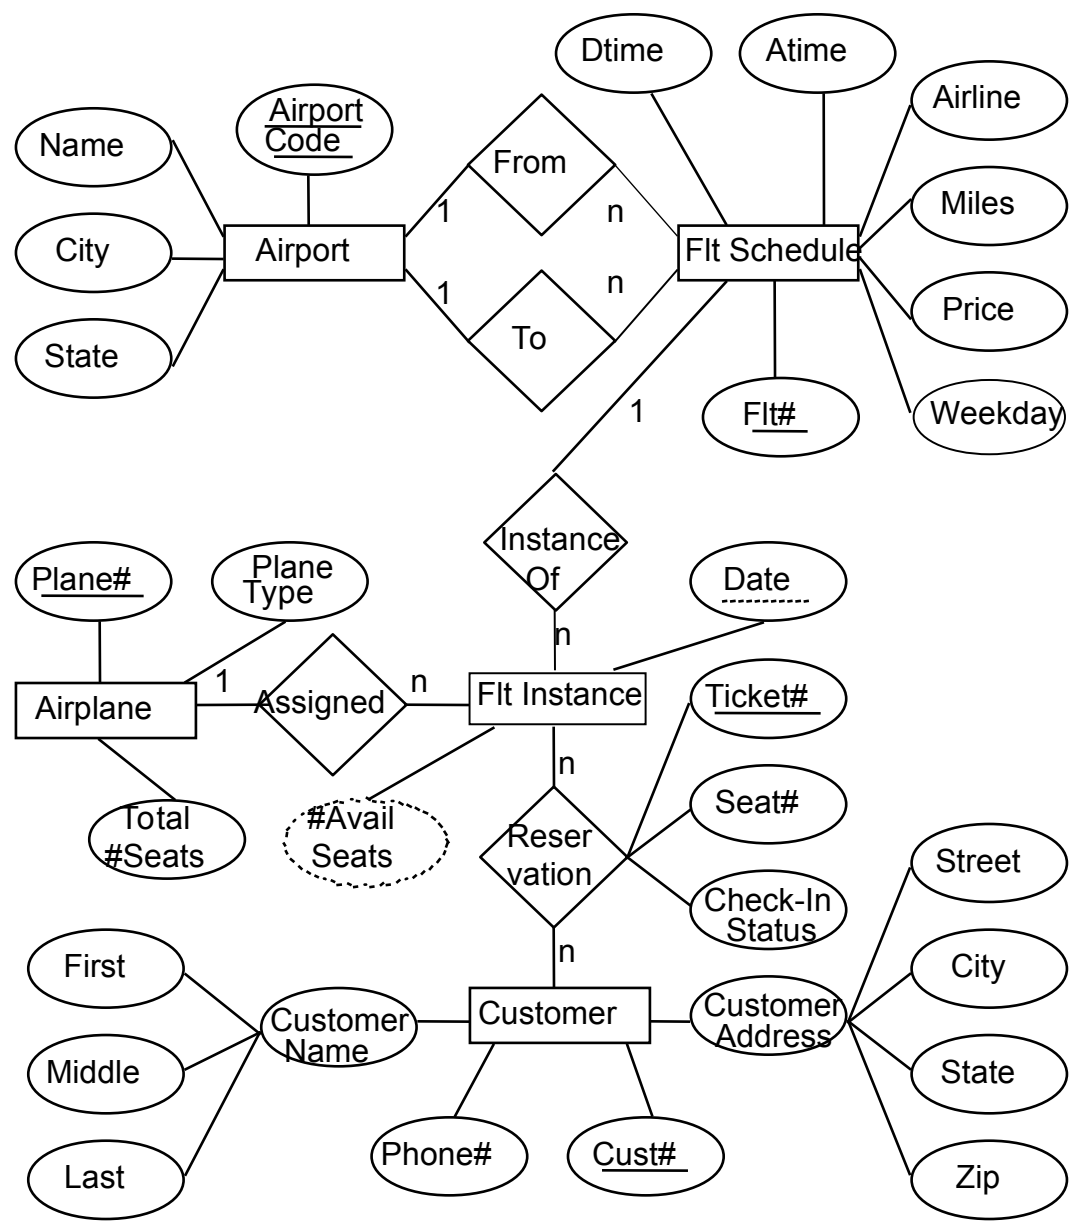 Dtime
Atime
Airline
Airport
Code
Name
From
1
n
Miles
City
Airport
Flt Schedule
1
n
Price
State
To
1
Flt#
Weekday
Instance
Of
Plane#
Plane
Type
Date
n
1
n
Airplane
Assigned
Flt Instance
Ticket#
n
Total
#Seats
#Avail
Seats
Reser
vation
Seat#
Street
Check-In
Status
n
First
City
Customer
Name
Customer
Customer
Address
Middle
State
Phone#
Cust#
Last
Zip